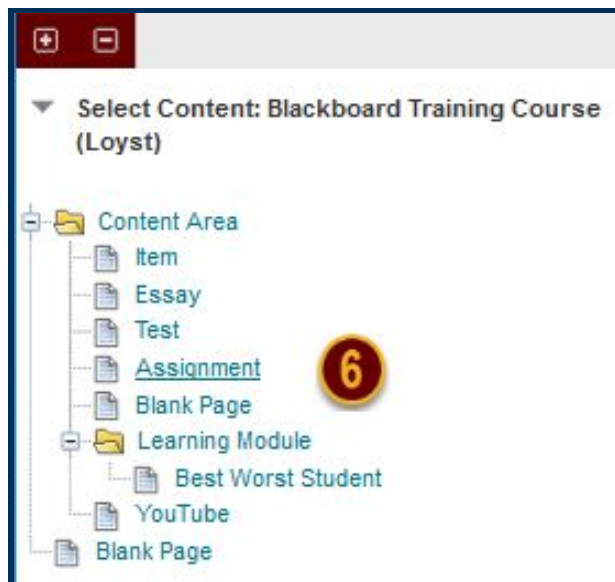 Select Content: Blackboard Training Course
(Loyst)
Content Area
Item
Essay
Test
Assignment
6
Blank Page
Learning Module
Best Worst Student
YouTube
Blank Page